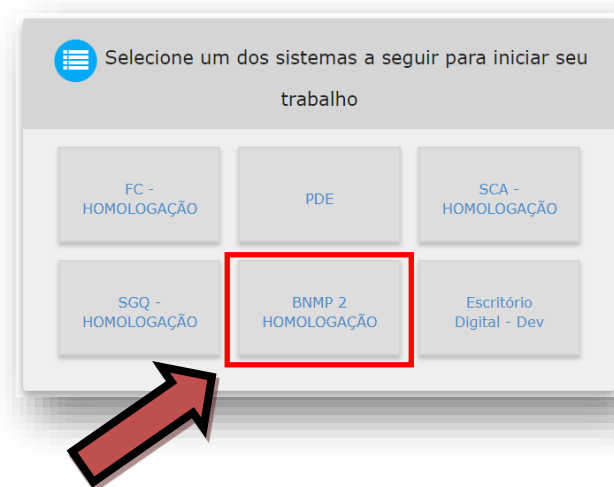 Selecione um dos sistemas a seguir para iniciar seu
trabalho
FC -
HOMOLOGAÇÃO
PDE
SCA -
HOMOLOGAÇÃO
SGQ -
HOMOLOGAÇÃO
BNMP 2
HOMOLOGAÇÃO
Escritório
Digital - Dev